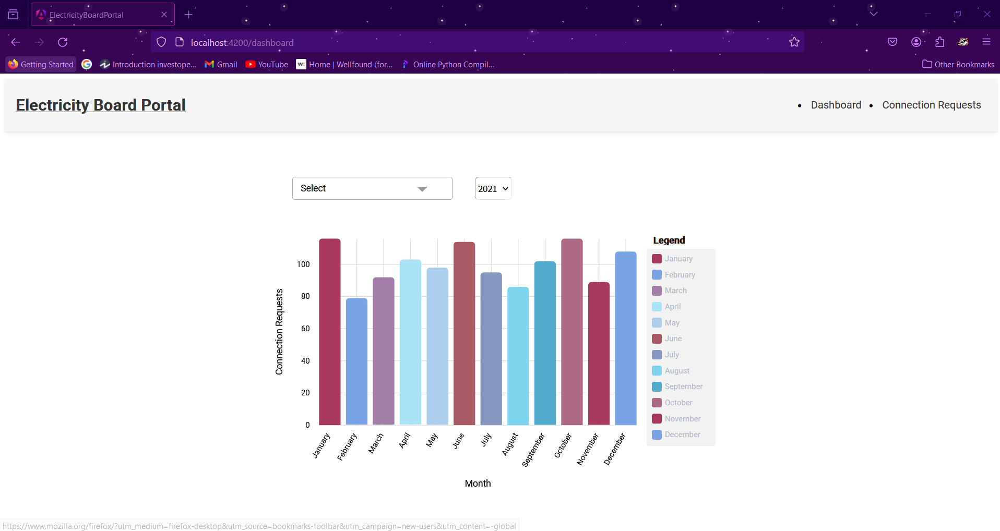 ElectricityBoardPortal
localhost:4200/dashboard
Getting Started
Introduction investope...
Gmail
YouTube
Home | Wellfound (for...
Online Python Compil...
Other Bookmarks
Electricity Board Portal
Dashboard
Connection Requests
Select
2021
Connection Requests
100
80
60
40
20
0
January
February
March
April
May
June
July
August
September
October
November
December
Month
Legend
January
February
March
April
May
June
July
August
September
October
November
December
https://www.mozilla.org/firefox/?utm_medium=firefox-desktop&utm_source=bookmarks-toolbar&utm_campaign=new-users&utm_content=-global